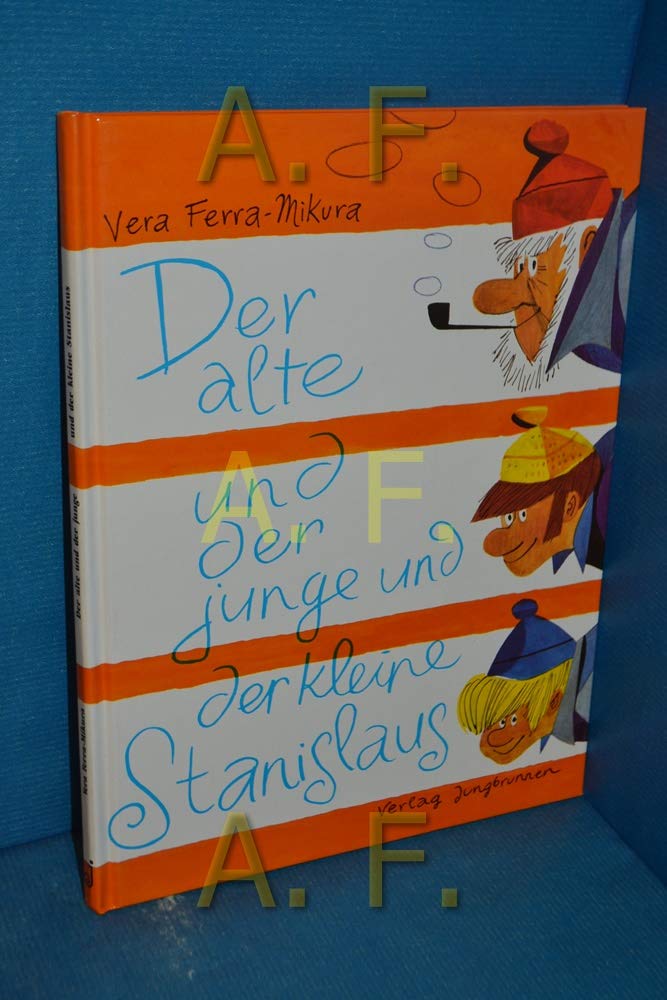 A. F.
Vera Ferra-Mikura
Der
alte
und
der
junge und
der kleine
Stanislaus
Verlag Jungbrunnen
A. F.
A. F.
Vera Ferra-Mikura
Der alte und der junge
und der kleine Stanislaus